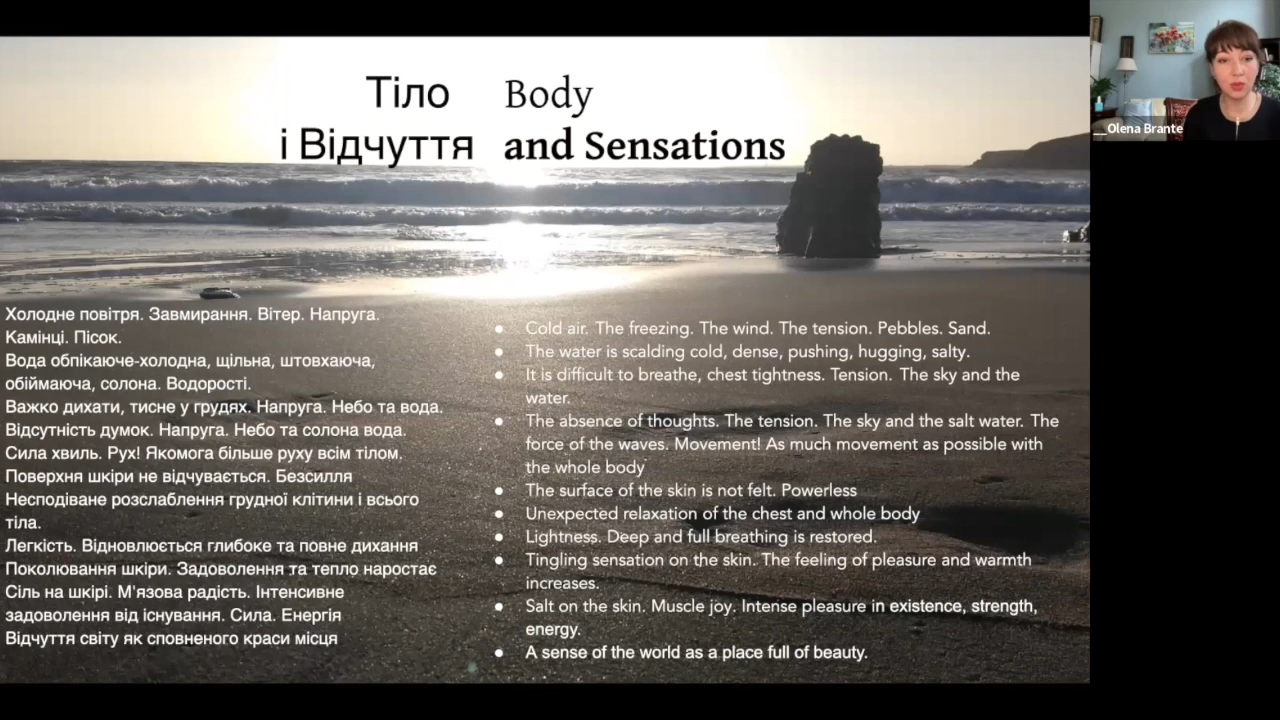 Тіло
і Відчуття
Body
and Sensations
Olena Brante
Холодне повітря. Завмирання. Вітер. Напруга.
Камінці. Пісок.
Вода обпікаюче-холодна, щільна, штовхаюча,
обіймаюча, солона. Водорості.
Важко дихати, тисне у грудях. Напруга. Небо та вода.
Відсутність думок. Напруга. Небо та солона вода.
Сила хвиль. Рух! Якомога більше руху всім тілом.
Поверхня шкіри не відчувається. Безсилля
Несподіване розслаблення грудної клітини і всього
тіла.
Легкість. Відновлюється глибоке та повне дихання
Поколювання шкіри. Задоволення та тепло наростає
Сіль на шкірі. М'язова радість. Інтенсивне
задоволення від існування. Сила. Енергія
Відчуття світу як сповненого краси місця
● Cold air. The freezing. The wind. The tension. Pebbles. Sand.
● The water is scalding cold, dense, pushing, hugging, salty.
● It is difficult to breathe, chest tightness. Tension. The sky and the
water.
● The absence of thoughts. The tension. The sky and the salt water. The
force of the waves. Movement! As much movement as possible with
the whole body
● The surface of the skin is not felt. Powerless
● Unexpected relaxation of the chest and whole body
● Lightness. Deep and full breathing is restored.
● Tingling sensation on the skin. The feeling of pleasure and warmth
increases.
● Salt on the skin. Muscle joy. Intense pleasure in existence, strength,
energy.
● A sense of the world as a place full of beauty.